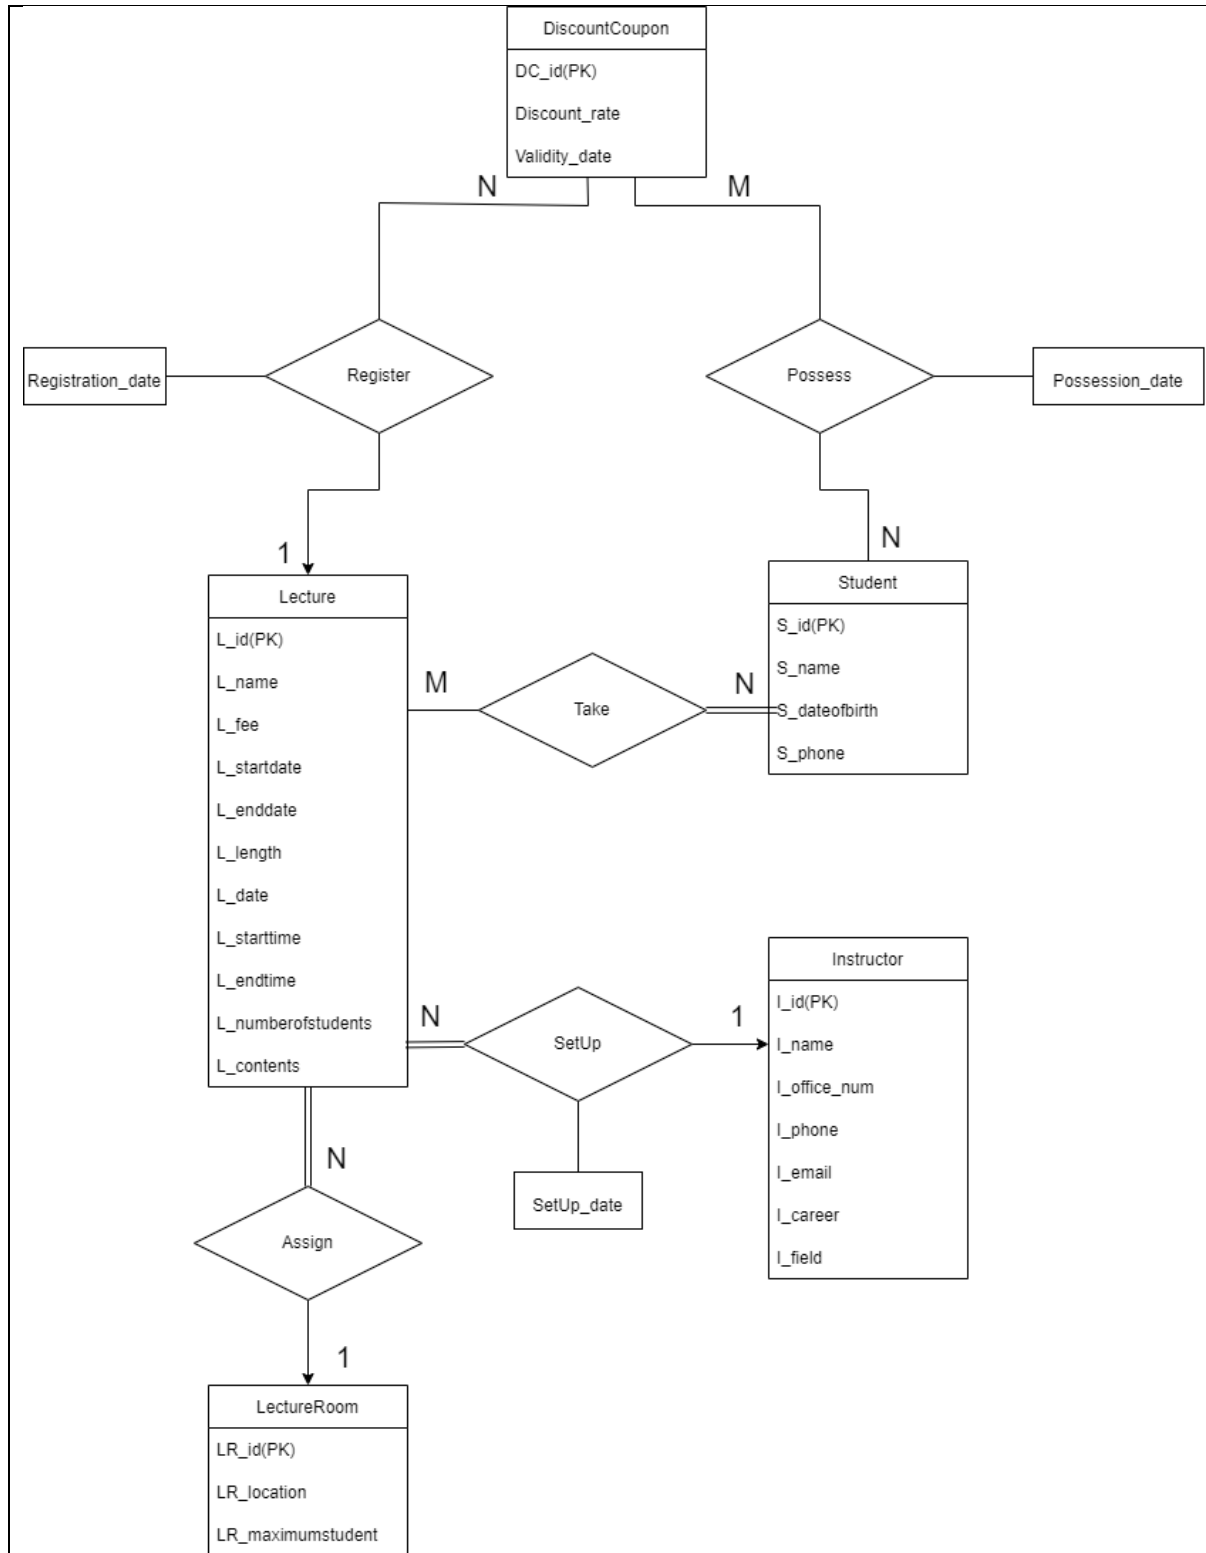 DiscountCoupon
DC_id(PK)
Discount_rate
Validity_date
N
M
Registration_date
Register
Possess
Possession_date
1
N
Lecture
L_id(PK)
L_name
L_fee
L_startdate
L_enddate
L_length
L_date
L_starttime
L_endtime
L_numberofstudents
L_contents
Student
S_id(PK)
S_name
S_dateofbirth
S_phone
M
Take
N
N
SetUp
1
SetUp_date
Instructor
I_id(PK)
I_name
I_office_num
I_phone
I_email
I_career
I_field
N
Assign
1
LectureRoom
LR_id(PK)
LR_location
LR_maximumstudent